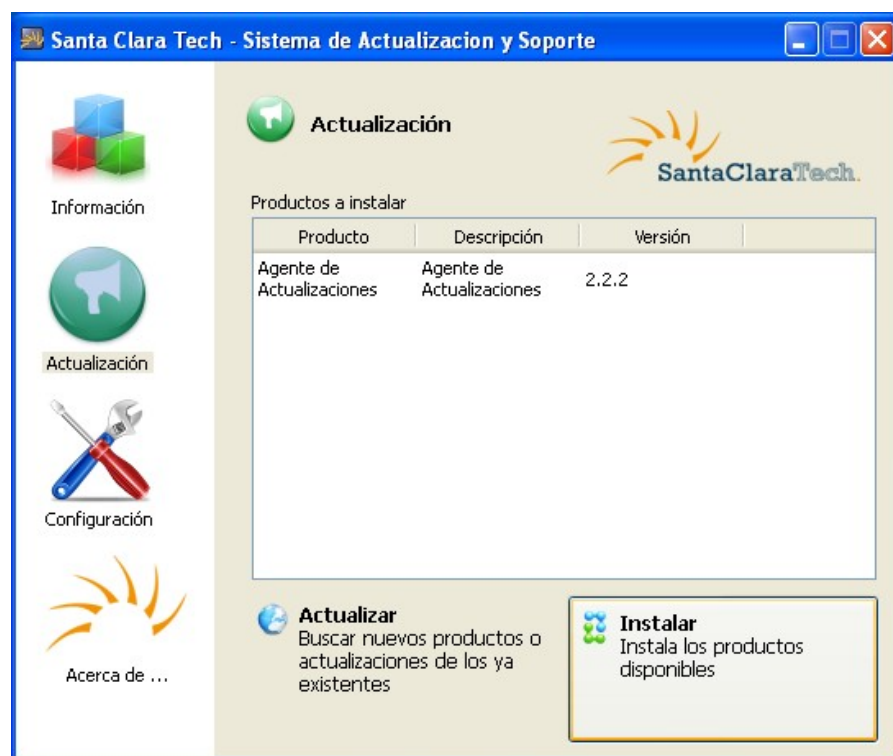 Santa Clara Tech - Sistema de Actualizacion y Soporte
Información
Actualización
Configuración
Acerca de ...
Actualización
SantaClaraTech.
Productos a instalar
Producto Descripción Versión
Agente de Actualizaciones Agente de Actualizaciones 2.2.2
Actualizar
Buscar nuevos productos o
actualizaciones de los ya
existentes
Instalar
Instala los productos
disponibles